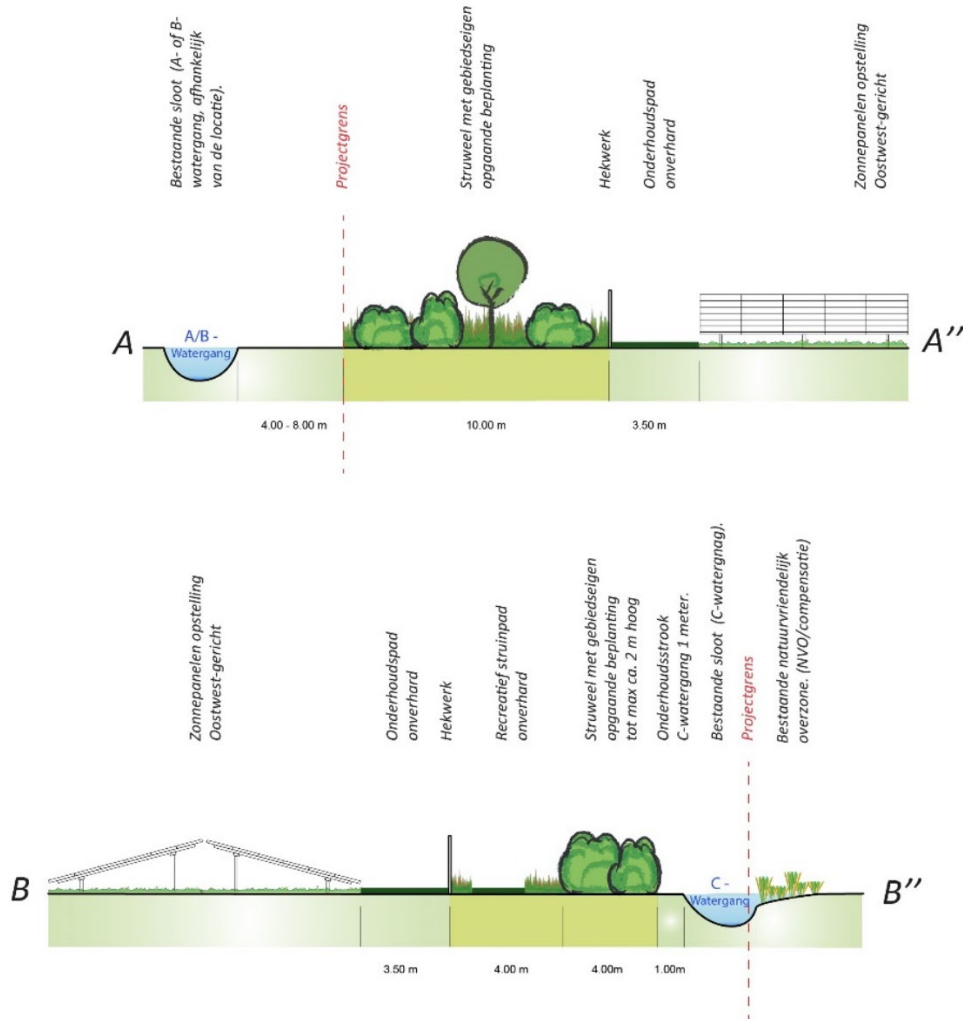 Bestaande sloot (A- of B-
watergang, afhankelijk
van de locatie).
Projectgrens
Struweel met gebiedseigen
opgaande beplanting
Hekwerk
Onderhoudspad
onverhard
Zonnepanelen opstelling
Oostwest-gericht
A
A/B -
Watergang
A''
4.00 - 8.00 m
10.00 m
3.50 m
Zonnepanelen opstelling
Oostwest-gericht
Onderhoudspad
onverhard
Hekwerk
Recreatief struinpad
onverhard
Struweel met gebiedseigen
opgaande beplanting
tot max ca. 2 m hoog
Onderhoudsstrook
C-watergang 1 meter.
Bestaande sloot (C-watergnag).
Projectgrens
Bestaande natuurvriendelijk
overzone. (NVO/compensatie)
B
C -
Watergang
B''
3.50 m
4.00 m
4.00m
1.00m